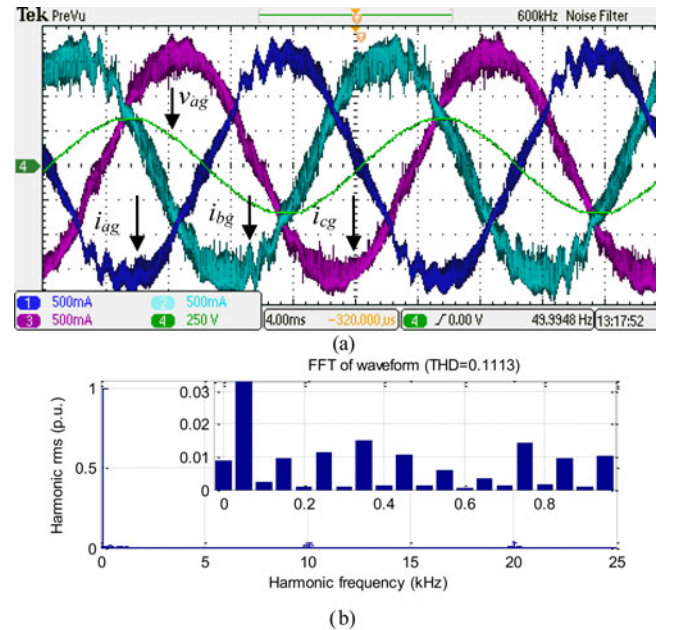 Tek PreVu 600kHz Noise Filter
v_ag
4
i_ag i_bg i_cg
1 500mA 2 500mA
3 500mA 4 250 V 4.00ms -320.000µs 4 0.00 V 49.9948 Hz 13:17:52
(a)
FFT of waveform (THD=0.1113)
Harmonic rms (p.u.)
1
0.5
0
0.03
0.02
0.01
0
0 0.2 0.4 0.6 0.8
0 5 10 15 20 25
Harmonic frequency (kHz)
(b)